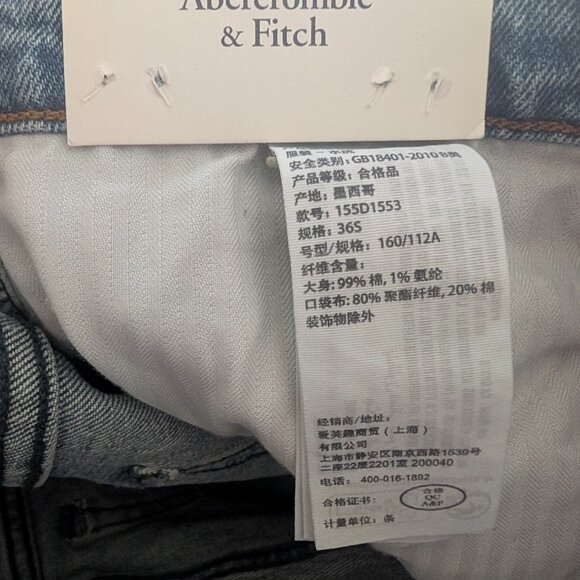 Abercrombie
& Fitch
安全类别: GB18401-2010 B类
产品等级: 合格品
产地: 墨西哥
款号: 155D1553
规格: 36S
号型/规格: 160/112A
纤维含量:
大身: 99% 棉, 1% 氨纶
口袋布: 80% 聚酯纤维, 20% 棉
装饰物除外
经销商/地址:
爱芙趣商贸（上海）
有限公司
上海市静安区南京西路1539号
二座22层2201室 200040
电话: 400-016-1892
合格证书: 合格
QC
A&F
计量单位: 条